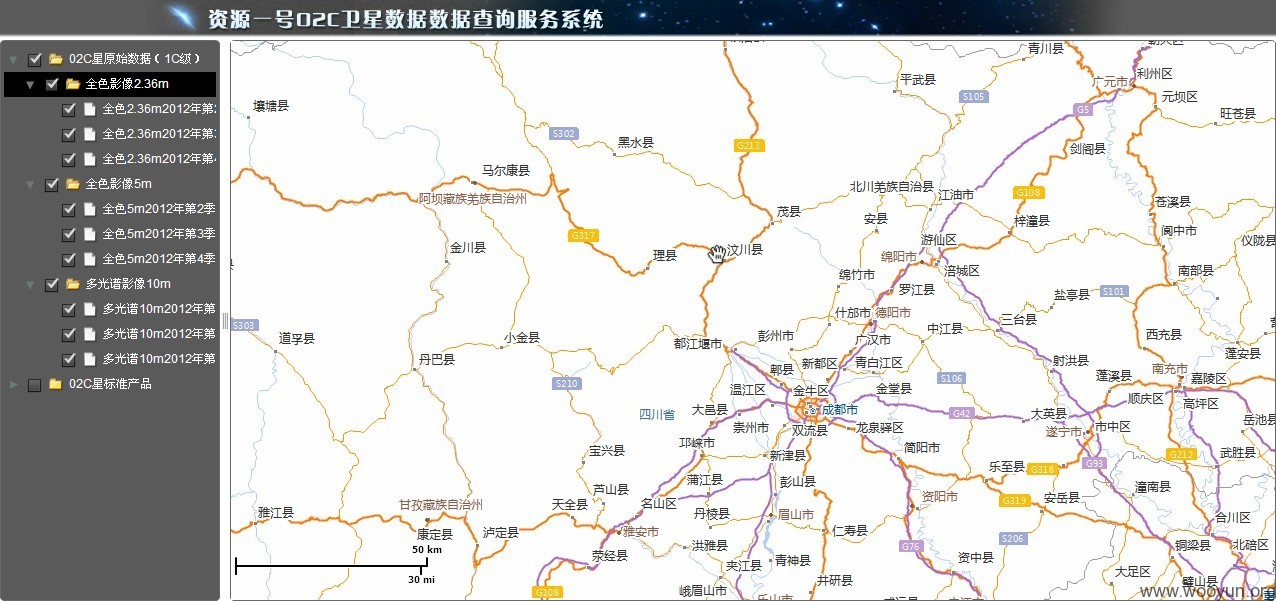 资源一号02C卫星数据数据查询服务系统
02C星原始数据（1C级）
全色影像2.36m
全色2.36m2012年第
全色2.36m2012年第
全色2.36m2012年第
全色影像5m
全色5m2012年第2季
全色5m2012年第3季
全色5m2012年第4季
多光谱影像10m
多光谱10m2012年第
多光谱10m2012年第
多光谱10m2012年第
02C星标准产品
青川县
平武县
广元市
利州区
S105
元坝区
壤塘县
G5
旺苍县
S302
黑水县
G213
剑阁县
马尔康县
北川羌族自治县
江油市
G108
阿坝藏族羌族自治州
苍溪县
茂县
安县
梓潼县
G317
游仙区
阆中市
仪陇县
金川县
理县
汶川县
绵阳市
涪城区
绵竹市
南部县
罗江县
盐亭县
S101
什邡市
德阳市
三台县
S303
中江县
道孚县
小金县
都江堰市
彭州市
广汉市
西充县
丹巴县
新都区
青白江区
射洪县
蓬安县
郫县
南充市
S210
温江区
金牛区
金堂县
S106
蓬溪县
嘉陵区
四川省
大邑县
成都市
G42
大英县
顺庆区
高坪区
崇州市
双流县
龙泉驿区
遂宁市
市中区
岳池县
邛崃市
简阳市
宝兴县
新津县
乐至县
G318
G93
G212
武胜县
芦山县
蒲江县
彭山县
潼南县
甘孜藏族自治州
天全县
名山区
资阳市
G319
安岳县
雅江县
丹棱县
眉山市
合川区
康定县
泸定县
雅安市
仁寿县
S206
50 km
荥经县
洪雅县
G76
铜梁县
北碚区
夹江县
青神县
资中县
30 mi
井研县
大足区
璧山县
G108
峨眉山市
乐山市
www.wooyun.org